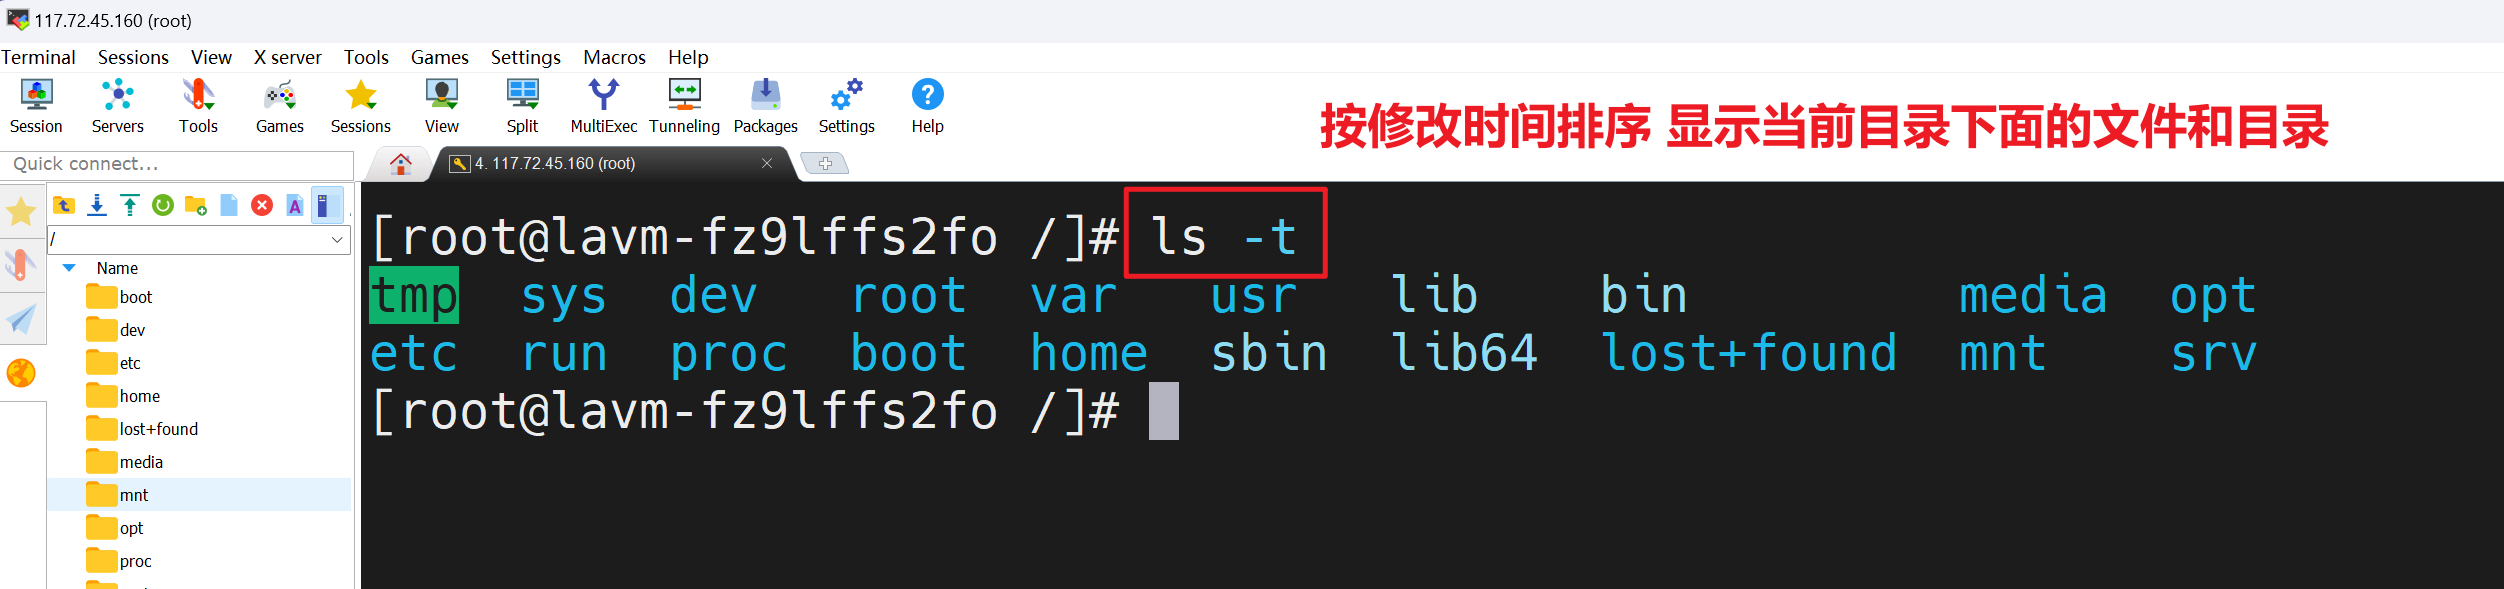 117.72.45.160 (root)
Terminal Sessions View X server Tools Games Settings Macros Help
Session Servers Tools Games Sessions View Split MultiExec Tunneling Packages Settings Help
按修改时间排序 显示当前目录下面的文件和目录
Quick connect...
4. 117.72.45.160 (root)
/
Name
boot
dev
etc
home
lost+found
media
mnt
opt
proc
[root@lavm-fz9lffs2fo /]# ls -t
tmp sys dev root var usr lib bin media opt
etc run proc boot home sbin lib64 lost+found mnt srv
[root@lavm-fz9lffs2fo /]#